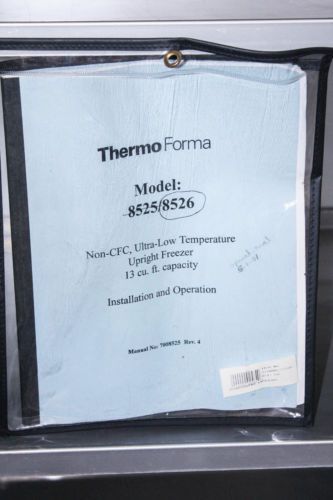 Thermo Forma
Model:
8525/8526
Non-CFC, Ultra-Low Temperature
Upright Freezer
13 cu. ft. capacity
Installation and Operation
Manual No: 7008525 Rev. 4